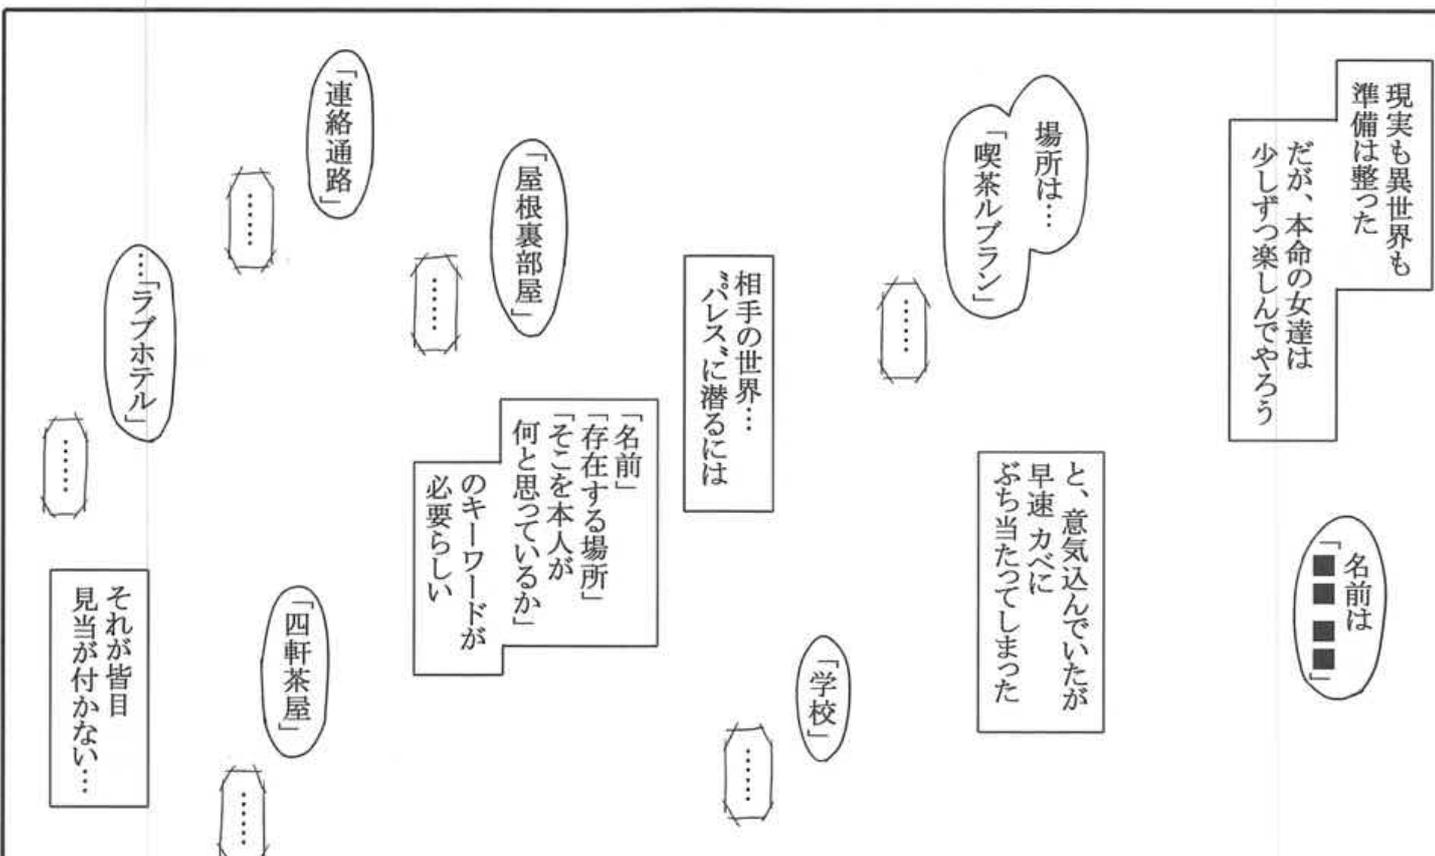 現実も異世界も
準備は整った
だが、本命の女達は
少しずつ楽しんでやろう
名前は
「■■ ■■」
と、意気込んでいたが
早速 カベに
ぶち当たってしまった
場所は…
「喫茶ルブラン」
……
「学校」
……
相手の世界…
〝パレス〟に潜るには
「名前」
「存在する場所」
「そこを本人が
何と思っているか」
のキーワードが
必要らしい
「屋根裏部屋」
……
「連絡通路」
……
「四軒茶屋」
……
…「ラブホテル」
……
それが皆目
見当が付かない…